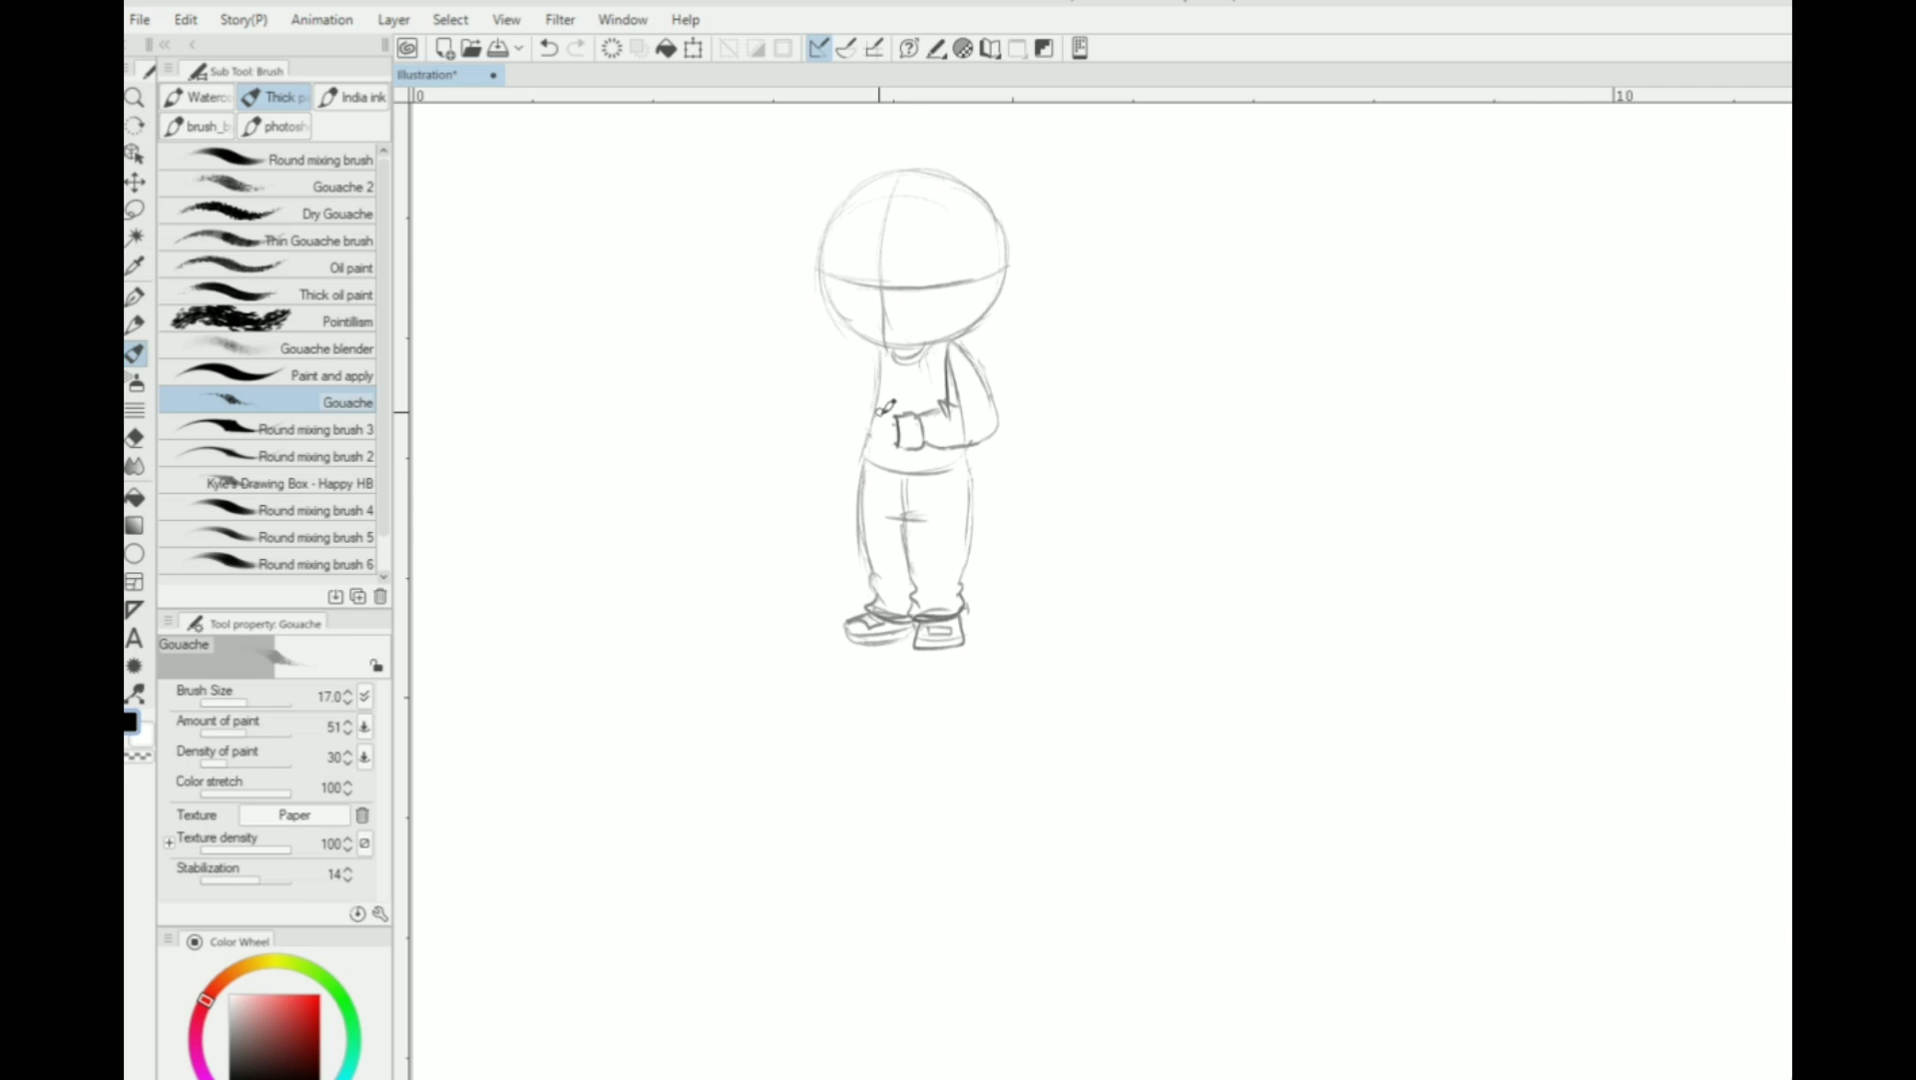 File Edit Story(P) Animation Layer Select View Filter Window Help
Sub Tool: Brush
Illustration*
Waterc Thick p India ink
brush_b photosh
0 10
Round mixing brush
Gouache 2
Dry Gouache
Thin Gouache brush
Oil paint
Thick oil paint
Pointillism
Gouache blender
Paint and apply
Gouache
Round mixing brush 3
Round mixing brush 2
Kyle's Drawing Box - Happy HB
Round mixing brush 4
Round mixing brush 5
Round mixing brush 6
Tool property: Gouache
Gouache
Brush Size 17.0
Amount of paint 51
Density of paint 30
Color stretch 100
Texture Paper
Texture density 100
Stabilization 14
Color Wheel